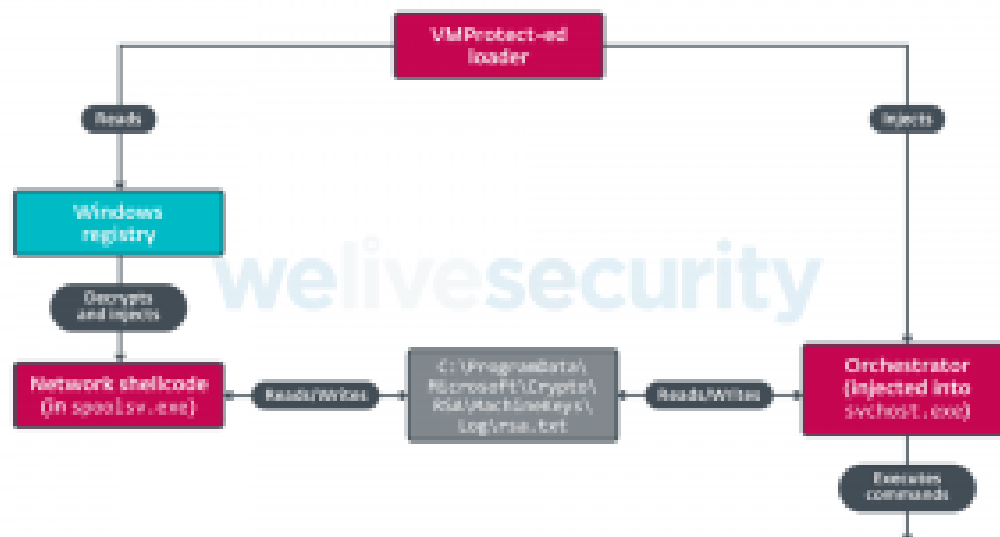 VMProtect-ed
loader
Reads
Injects
Windows
registry
welivesecurity
Decrypts
and injects
Network shellcode
(in spoolsv.exe)
Reads/Writes
C:\ProgramData\
Microsoft\Crypto\
RSA\MachineKeys\
Log\rsa.txt
Reads/Writes
Orchestrator
(injected into
svchost.exe)
Executes
commands